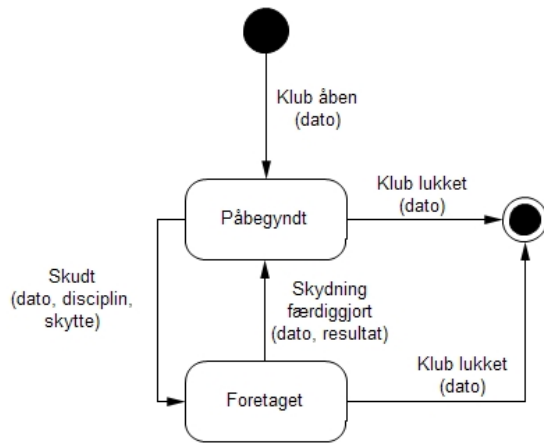 Klub åben
(dato)
Påbegyndt
Klub lukket
(dato)
Skudt
(dato, disciplin,
skytte)
Skydning
færdiggjort
(dato, resultat)
Klub lukket
(dato)
Foretaget